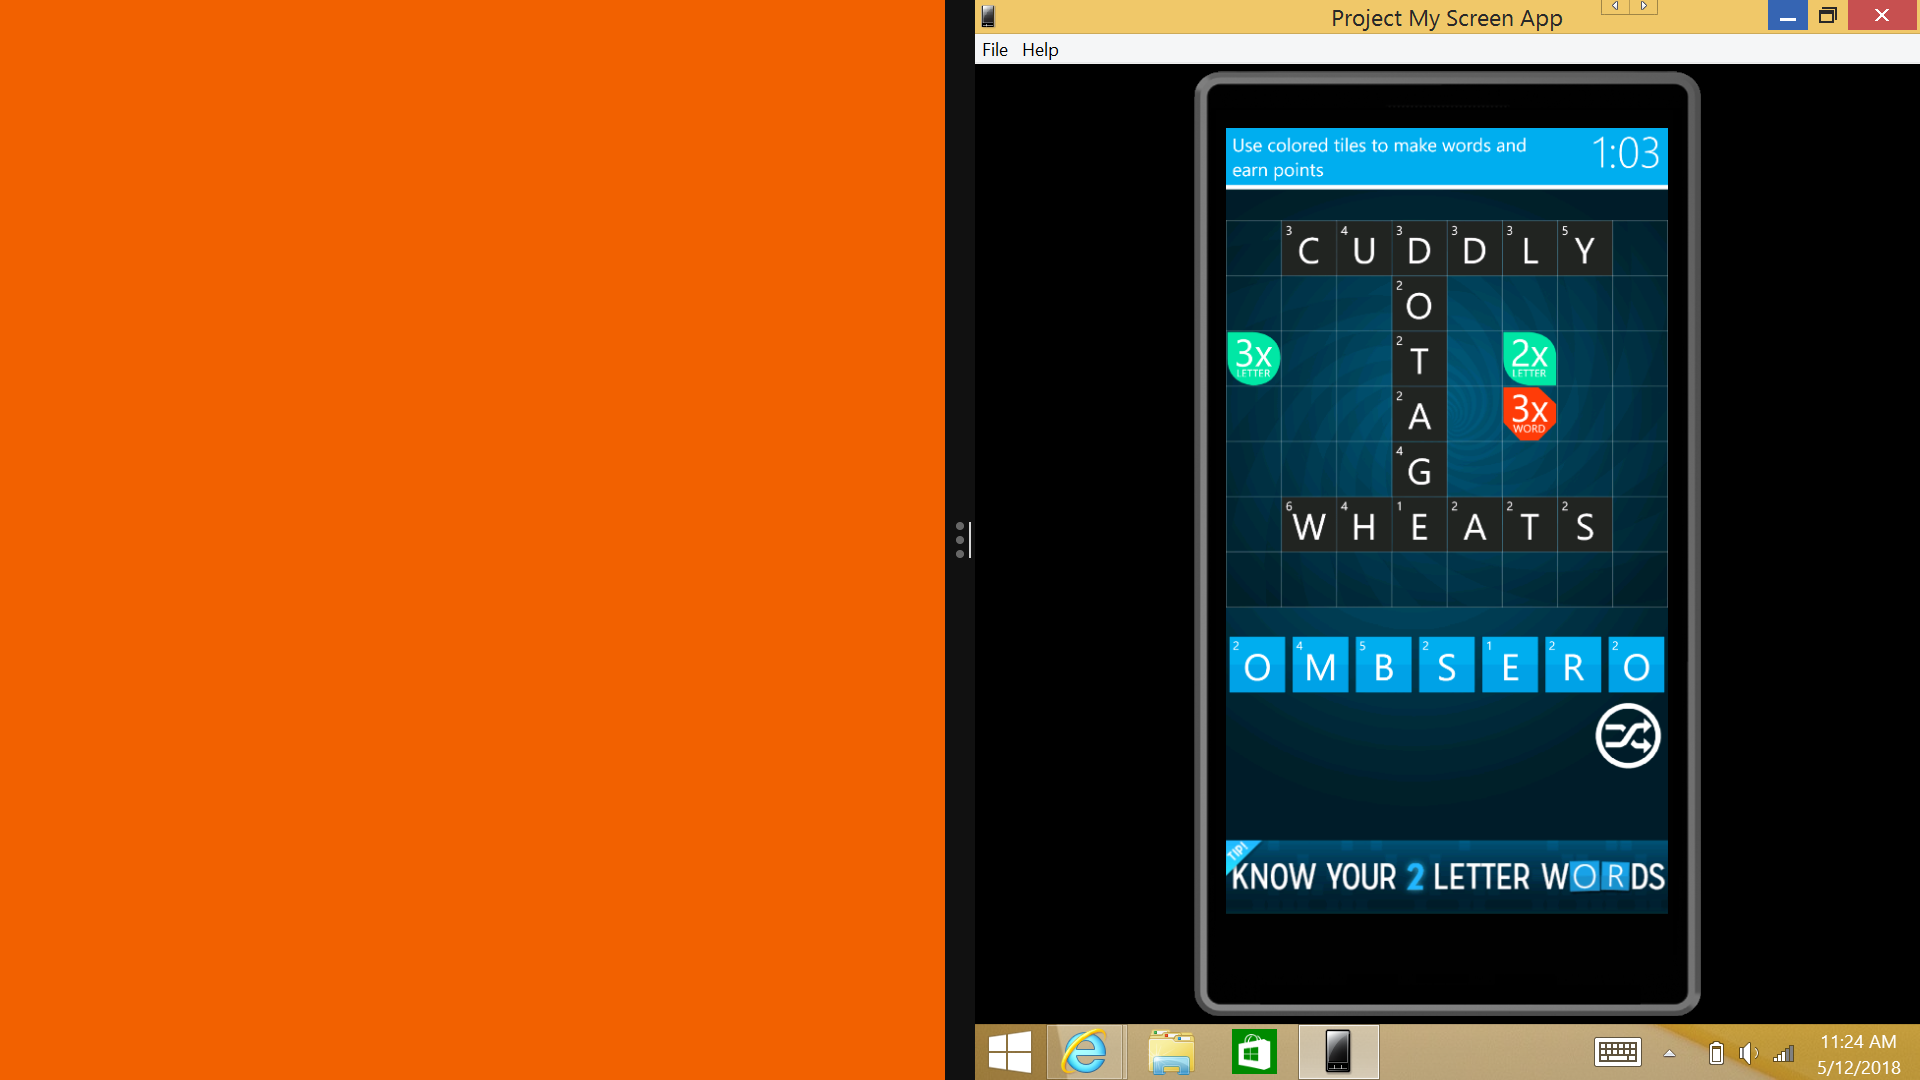 Project My Screen App
File Help
Use colored tiles to make words and
earn points
1:03
3 C 4 U 3 D 3 D 3 L 5 Y
2 O
3x LETTER 2 T 2x LETTER
2 A 3x WORD
4 G
6 W 4 H 1 E 2 A 2 T 2 S
2 O 4 M 5 B 2 S 1 E 2 R 2 O
TIP!
KNOW YOUR 2 LETTER WORDS
11:24 AM
5/12/2018